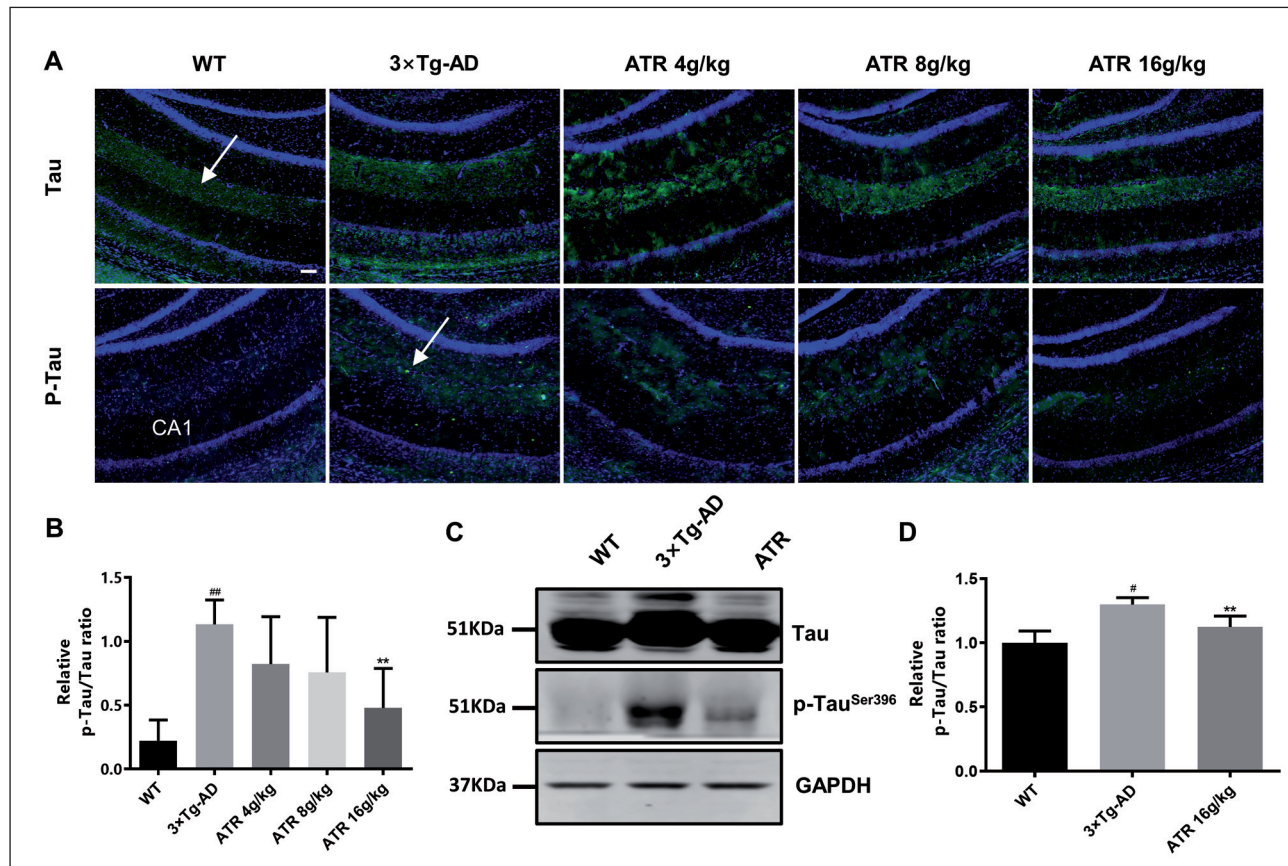 A
WT
3×Tg-AD
ATR 4g/kg
ATR 8g/kg
ATR 16g/kg
Tau
P-Tau
CA1
B
Relative
p-Tau/Tau ratio
1.5
1.0
0.5
0.0
##
**
WT
3×Tg-AD
ATR 4g/kg
ATR 8g/kg
ATR 16g/kg
C
WT
3×Tg-AD
ATR
51KDa
Tau
51KDa
p-Tau^Ser396
37KDa
GAPDH
D
Relative
p-Tau/Tau ratio
1.5
1.0
0.5
0.0
#
**
WT
3×Tg-AD
ATR 16g/kg